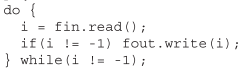 do {
  i = fin.read();
  if(i != -1) fout.write(i);
} while(i != -1);